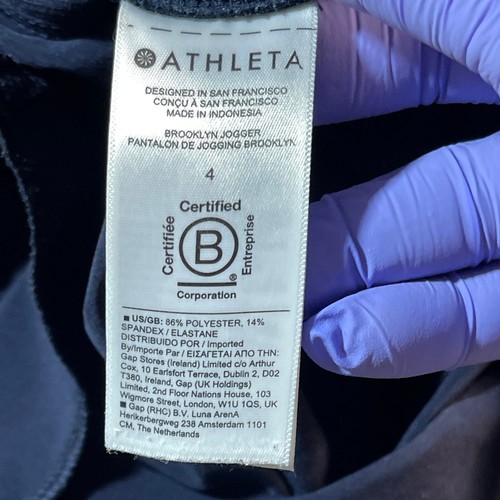 ATHLETA
DESIGNED IN SAN FRANCISCO
CONÇU À SAN FRANCISCO
MADE IN INDONESIA
BROOKLYN JOGGER
PANTALON DE JOGGING BROOKLYN
4
Certified
Certifiée
B
Entreprise
®
Corporation
■ US/GB: 86% POLYESTER, 14%
SPANDEX / ELASTANE
DISTRIBUTED FOR / Imported
By/Importe Par / ΕΙΣΑΓΕΤΑΙ ΑΠΟ ΤΗΝ:
Gap Stores (Ireland) Limited c/o Arthur
Cox, 10 Earlsfort Terrace, Dublin 2, D02
T380, Ireland, Gap (UK Holdings)
Limited, 2nd Floor Nations House, 103
Wigmore Street, London, W1U 1QS, UK
■ Gap (RHC) B.V. Luna ArenA
Herikerbergweg 238 Amsterdam 1101
CM, The Netherlands